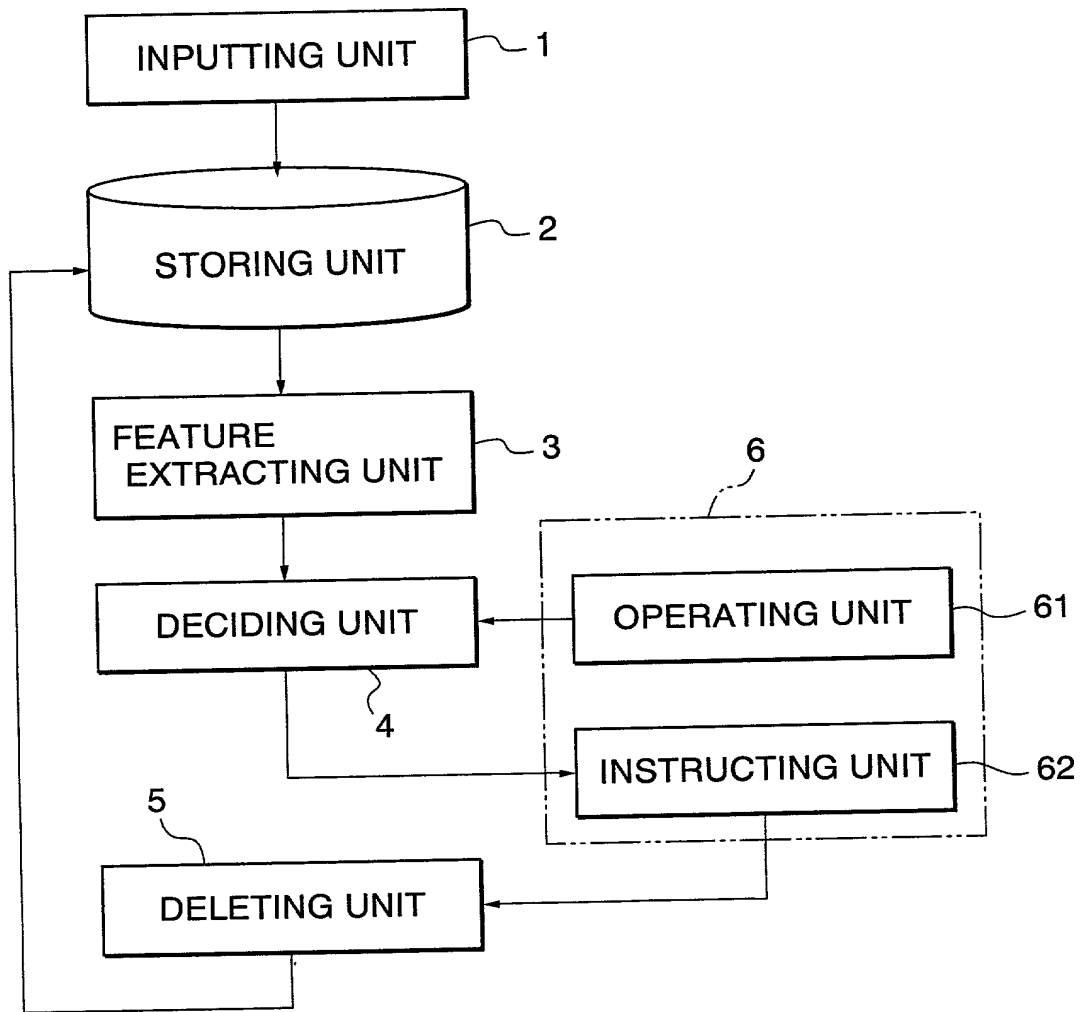 INPUTTING UNIT
1
STORING UNIT
2
FEATURE
EXTRACTING UNIT
3
6
DECIDING UNIT
4
OPERATING UNIT
61
INSTRUCTING UNIT
62
5
DELETING UNIT